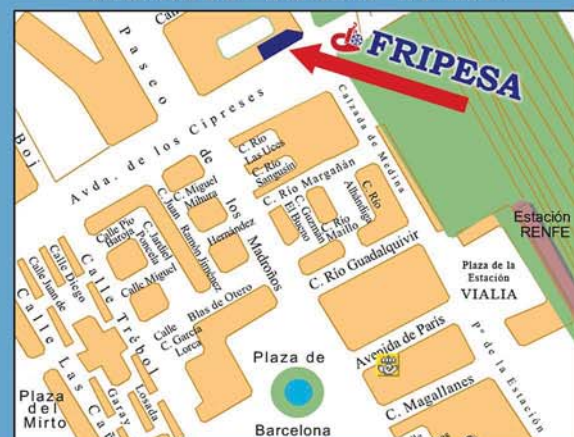 Calle
FRIPESA
Paseo
de
los Madroños
Boj
Avda. de los Cipreses
Calzada de Medina
C. Río
Las Uces
C. Río
Sangusín
C. Río Margañán
C. Río
Alhándiga
C. Guzmán
El Bueno
C. Río
Maíllo
C. Río Guadalquivir
Estación
RENFE
Plaza de la
Estación
VIALIA
Pº de la Estación
Avenida de París
C. Magallanes
C. Miguel
Mihura
C. Juan
Ramón Jiménez
Hernández
Calle Pío
Baroja
C. Jardiel
Poncela
Calle Miguel
Calle Diego
Calle Juan de
Calle Trébol
Calle Las Ca
Blas de Otero
Calle
C. García
Lorca
Garay
Losada
Plaza
del
Mirto
Plaza de
Barcelona